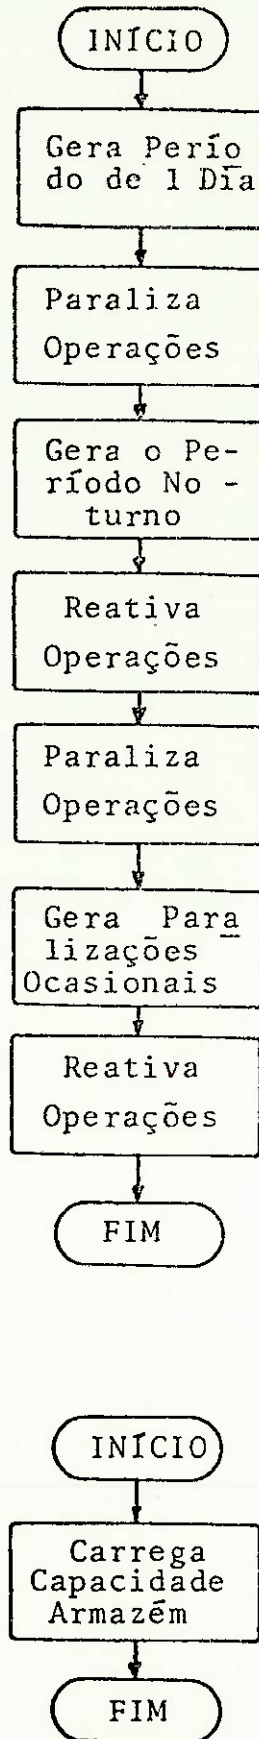 INÍCIO
Gera Perío
do de 1 Dia
Paraliza
Operações
Gera o Pe-
ríodo No -
turno
Reativa
Operações
Paraliza
Operações
Gera Para
lizações
Ocasionais
Reativa
Operações
FIM
INÍCIO
Carrega
Capacidade
Armazém
FIM